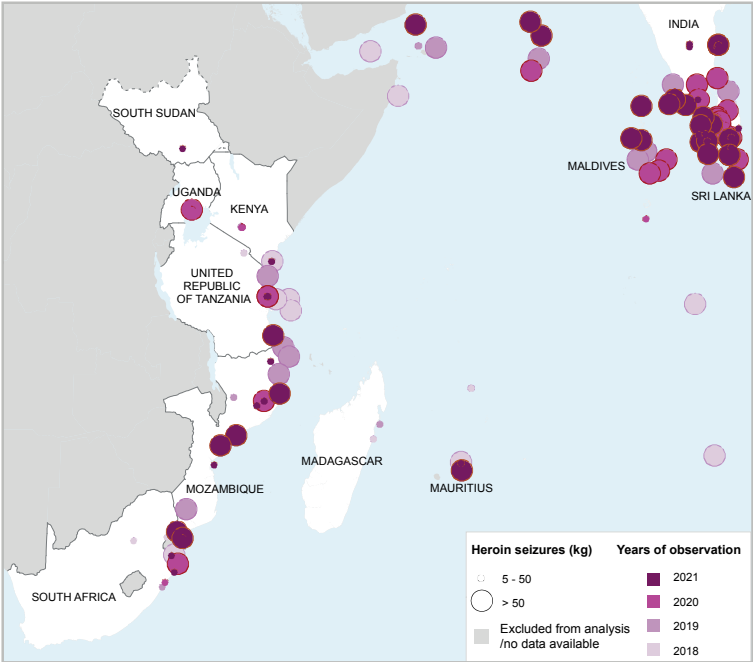 INDIA
SOUTH SUDAN
MALDIVES
UGANDA
SRI LANKA
KENYA
UNITED
REPUBLIC
OF TANZANIA
MADAGASCAR
MAURITIUS
MOZAMBIQUE
SOUTH AFRICA
Heroin seizures (kg)
5 - 50
> 50
Excluded from analysis
/no data available
Years of observation
2021
2020
2019
2018